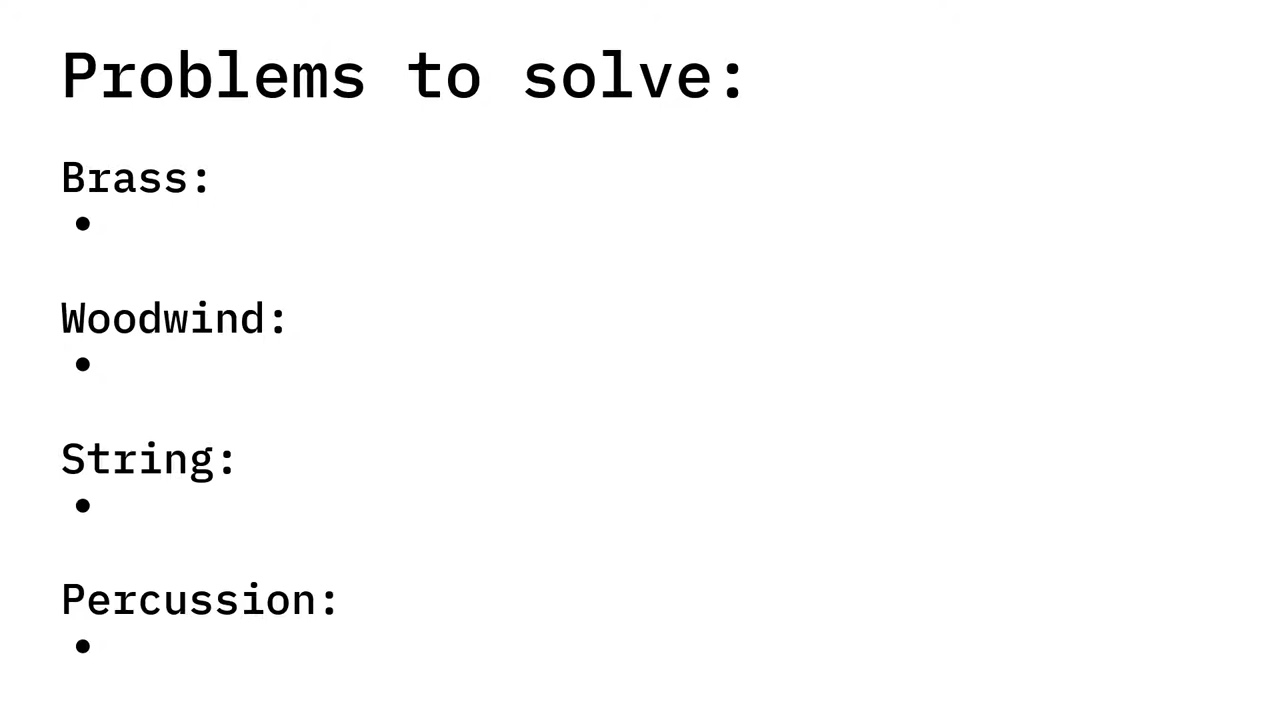 Problems to solve:
Brass:
•
Woodwind:
•
String:
•
Percussion:
•